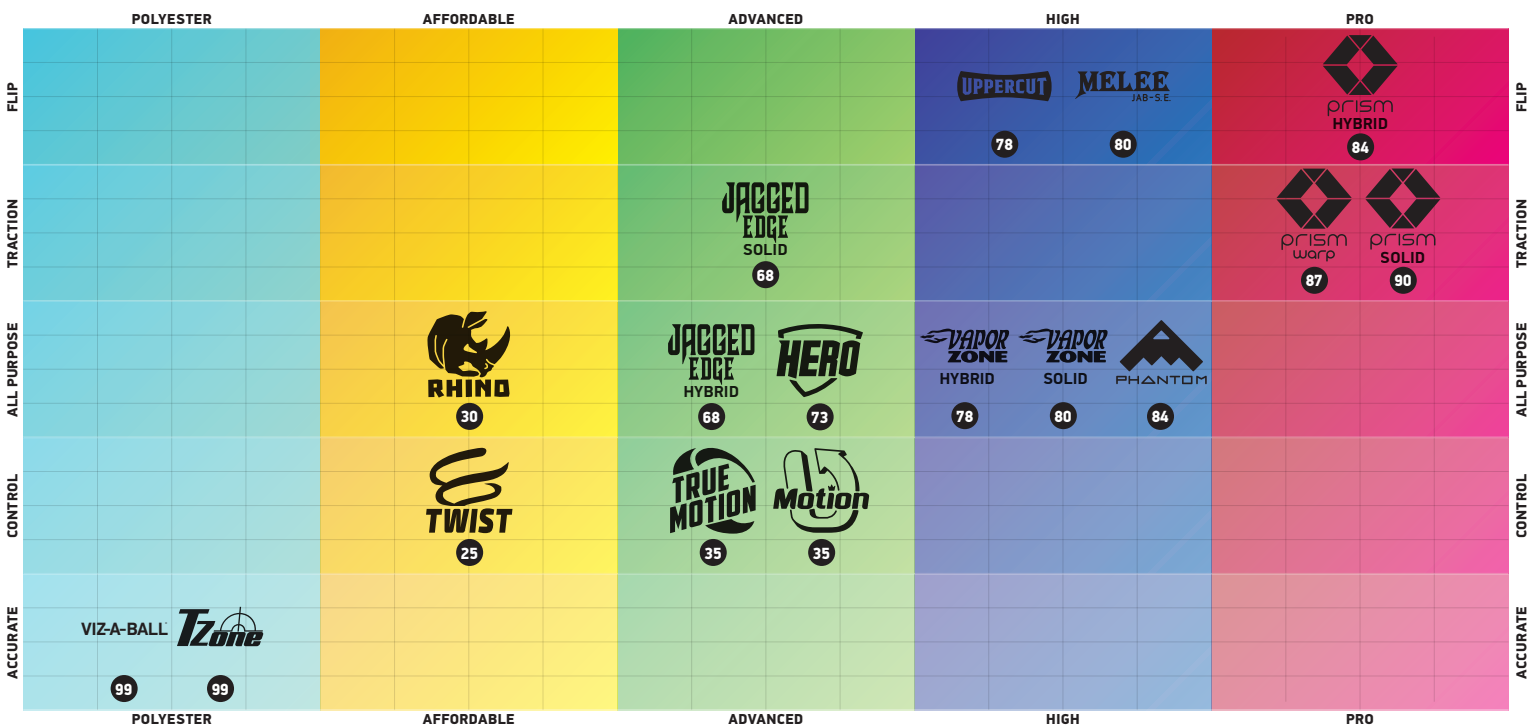 POLYESTER AFFORDABLE ADVANCED HIGH PRO
FLIP
UPPERCUT
MELEE
JAB-S.E.
prism
HYBRID
78
80
84
FLIP
TRACTION
JAGGED
EDGE
SOLID
68
prism
warp
87
prism
SOLID
90
TRACTION
ALL PURPOSE
RHINO
30
JAGGED
EDGE
HYBRID
68
HERO
73
VAPOR
ZONE
HYBRID
78
VAPOR
ZONE
SOLID
80
PHANTOM
84
ALL PURPOSE
CONTROL
TWIST
25
TRUE
MOTION
35
U
Motion
35
CONTROL
ACCURATE
VIZ-A-BALL
99
TZone
99
ACCURATE
POLYESTER AFFORDABLE ADVANCED HIGH PRO